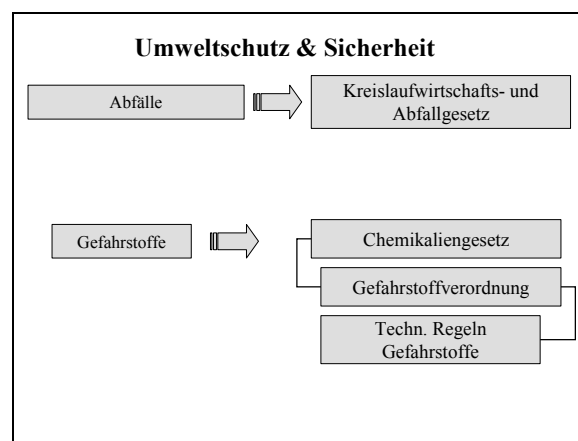 Umweltschutz & Sicherheit
Abfälle
Kreislaufwirtschafts- und
Abfallgesetz
Gefahrstoffe
Chemikaliengesetz
Gefahrstoffverordnung
Techn. Regeln
Gefahrstoffe